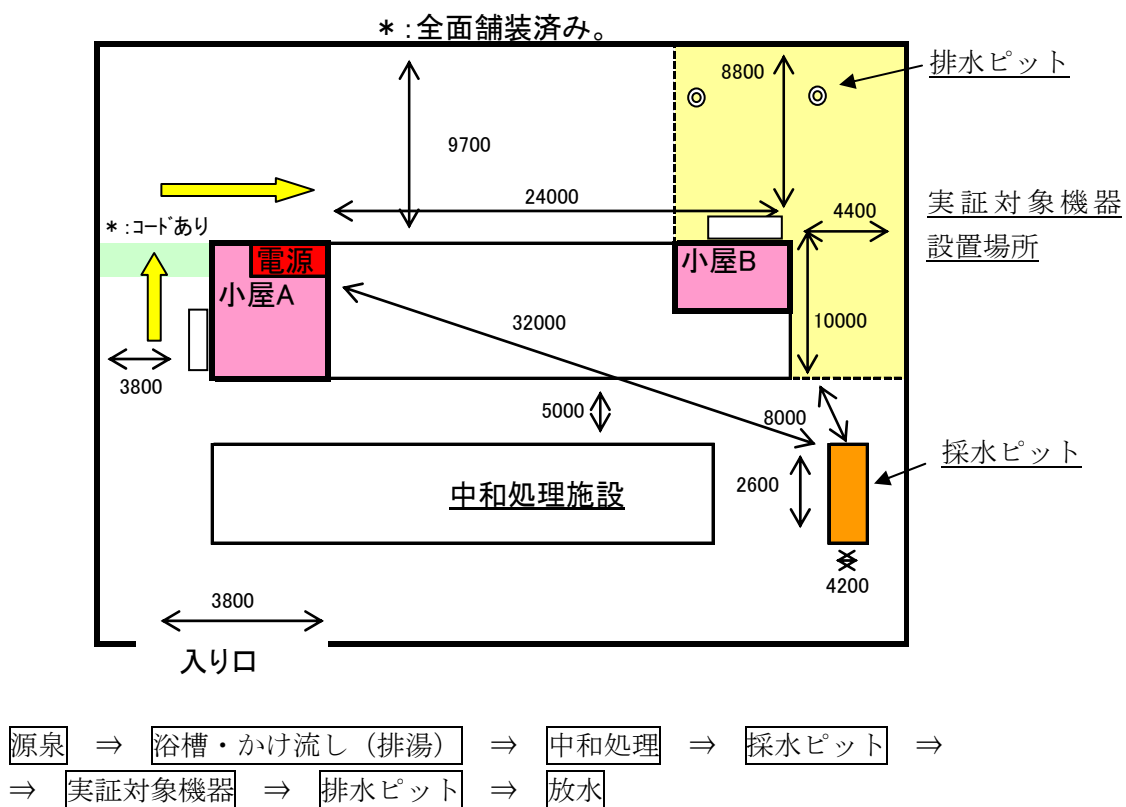 *:全面舗装済み。
8800
排水ピット
9700
24000
4400
実証対象機器
設置場所
*:コードあり
電源
小屋A
小屋B
32000
10000
3800
5000
8000
採水ピット
2600
中和処理施設
4200
3800
入り口
源泉 ⇒ 浴槽・かけ流し(排湯) ⇒ 中和処理 ⇒ 採水ピット ⇒
⇒ 実証対象機器 ⇒ 排水ピット ⇒ 放水